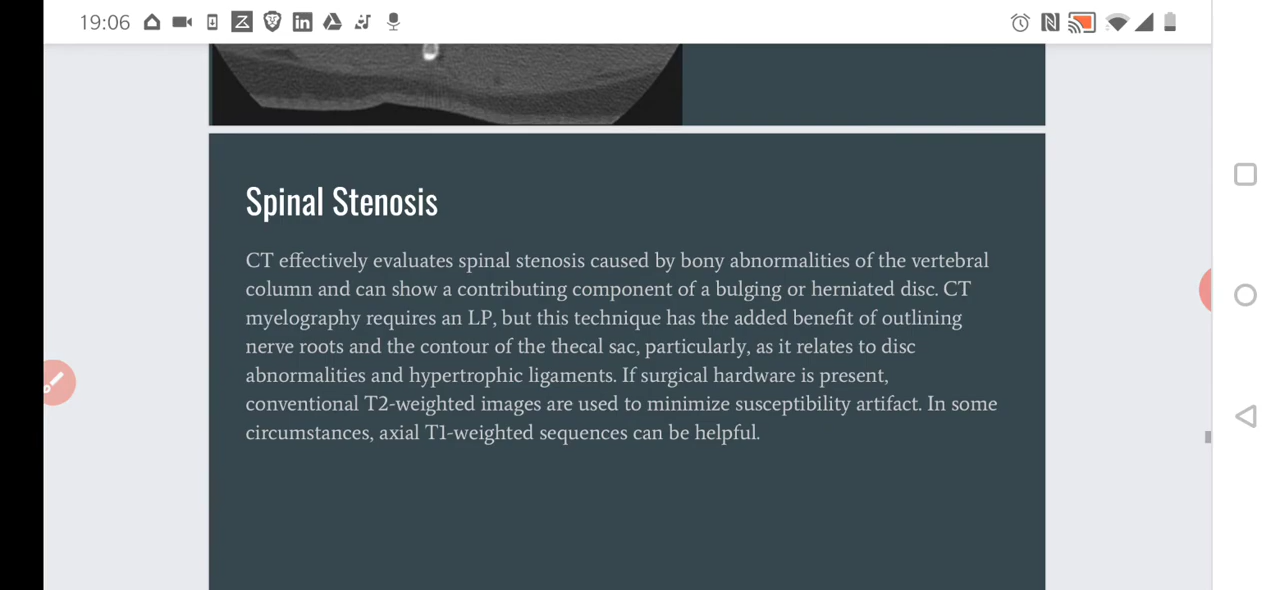 19:06
Spinal Stenosis
CT effectively evaluates spinal stenosis caused by bony abnormalities of the vertebral
column and can show a contributing component of a bulging or herniated disc. CT
myelography requires an LP, but this technique has the added benefit of outlining
nerve roots and the contour of the thecal sac, particularly, as it relates to disc
abnormalities and hypertrophic ligaments. If surgical hardware is present,
conventional T2-weighted images are used to minimize susceptibility artifact. In some
circumstances, axial T1-weighted sequences can be helpful.